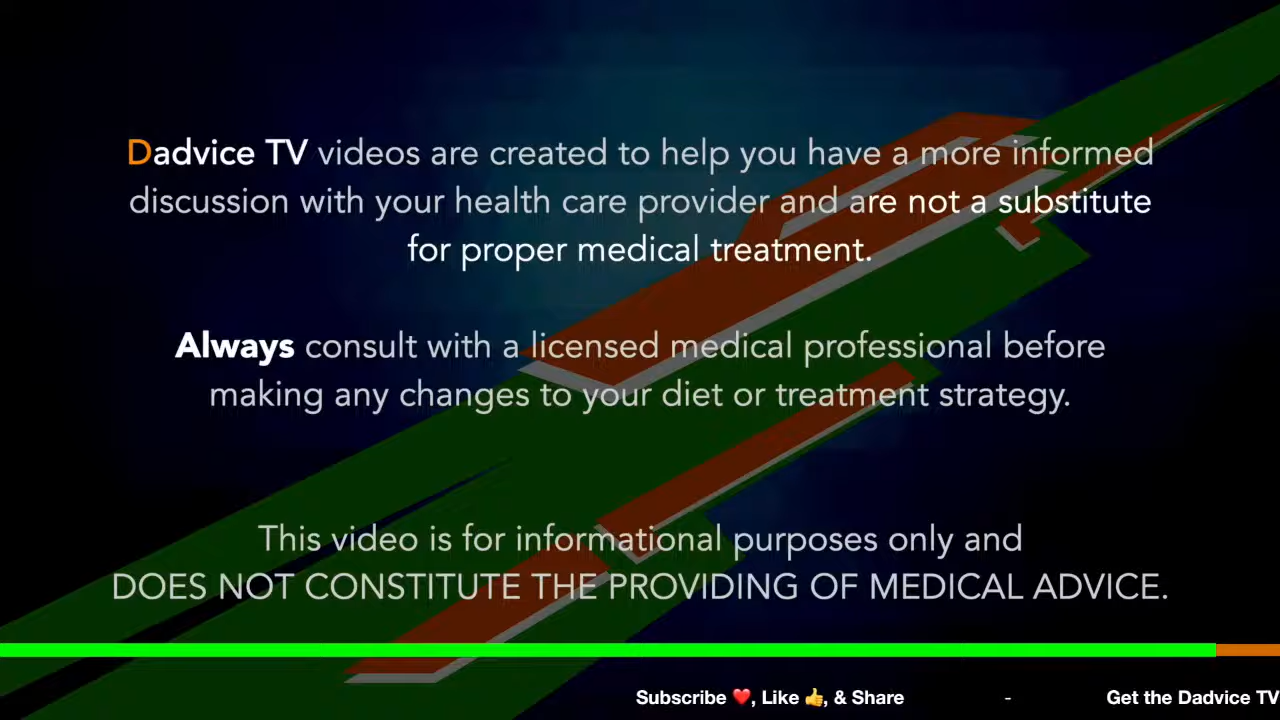 Dadvice TV videos are created to help you have a more informed
discussion with your health care provider and are not a substitute
for proper medical treatment.
Always consult with a licensed medical professional before
making any changes to your diet or treatment strategy.
This video is for informational purposes only and
DOES NOT CONSTITUTE THE PROVIDING OF MEDICAL ADVICE.
Subscribe ❤️, Like 👍, & Share - Get the Dadvice TV